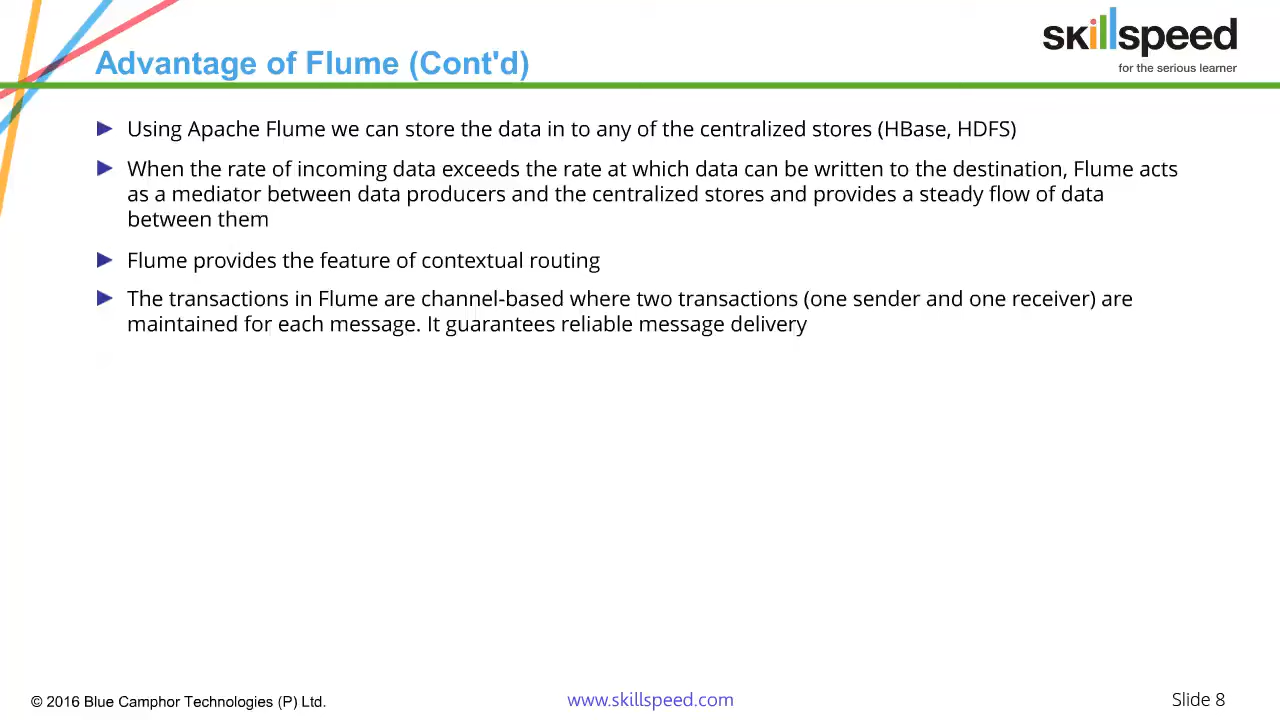 skillspeed
for the serious learner
Advantage of Flume (Cont'd)
Using Apache Flume we can store the data in to any of the centralized stores (HBase, HDFS)
When the rate of incoming data exceeds the rate at which data can be written to the destination, Flume acts
as a mediator between data producers and the centralized stores and provides a steady flow of data
between them
Flume provides the feature of contextual routing
The transactions in Flume are channel-based where two transactions (one sender and one receiver) are
maintained for each message. It guarantees reliable message delivery
© 2016 Blue Camphor Technologies (P) Ltd.
www.skillspeed.com
Slide 8